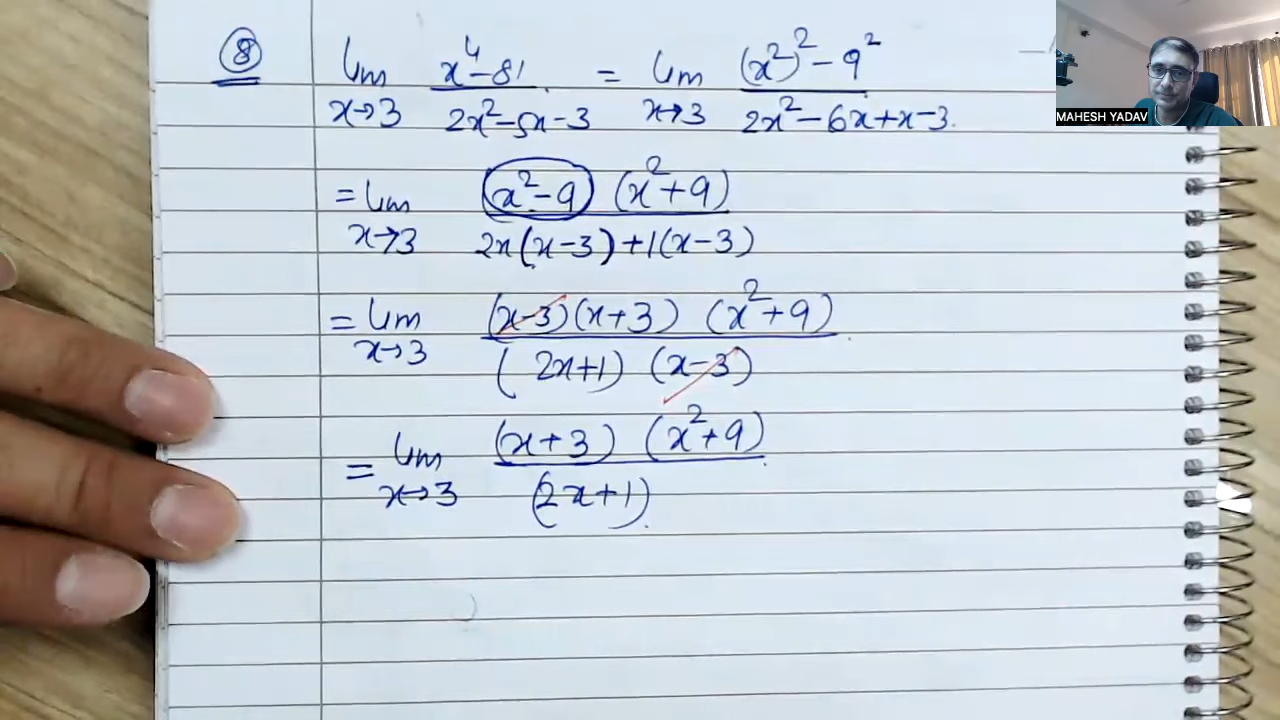 ⑧ lim x→3 (x⁴-81)/(2x²-5x-3) = lim x→3 ((x²)²-9²)/(2x²-6x+x-3)
= lim x→3 (x²-9)(x²+9)/(2x(x-3)+1(x-3))
= lim x→3 (x-3)(x+3)(x²+9)/((2x+1)(x-3))
= lim x→3 (x+3)(x²+9)/(2x+1)
MAHESH YADAV